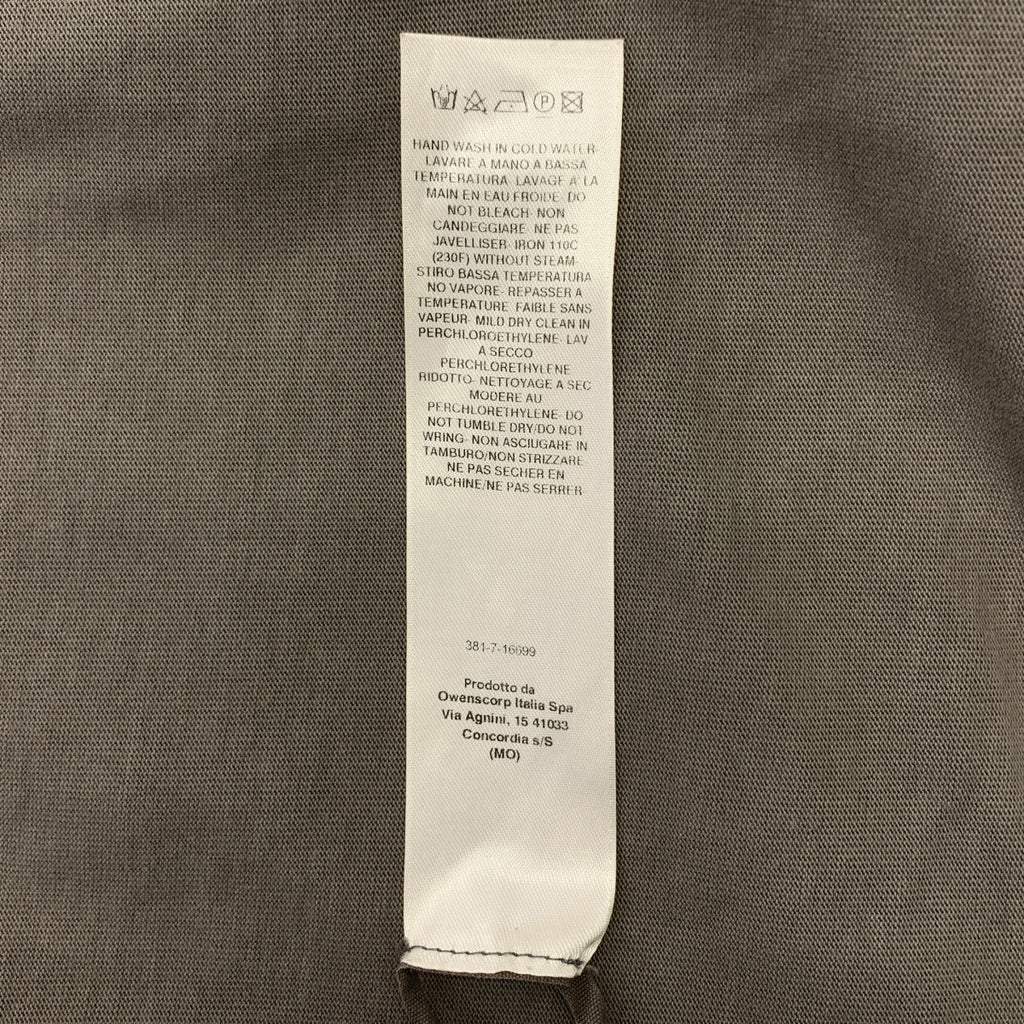 P
HAND WASH IN COLD WATER-
LAVARE A MANO A BASSA
TEMPERATURA- LAVAGE A LA
MAIN EN EAU FROIDE- DO
NOT BLEACH- NON
CANDEGGIARE- NE PAS
JAVELLISER- IRON 110C
(230F) WITHOUT STEAM-
STIRO BASSA TEMPERATURA
NO VAPORE- REPASSER A
TEMPERATURE FAIBLE SANS
VAPEUR- MILD DRY CLEAN IN
PERCHLOROETHYLENE- LAV
A SECCO
PERCHLORETHYLENE
RIDOTTO- NETTOYAGE A SEC
MODERE AU
PERCHLORETHYLENE- DO
NOT TUMBLE DRY/DO NOT
WRING- NON ASCIUGARE IN
TAMBURO/NON STRIZZARE
NE PAS SECHER EN
MACHINE/NE PAS SERRER
381-7-16699
Prodotto da
Owenscorp Italia Spa
Via Agnini, 15 41033
Concordia s/S
(MO)